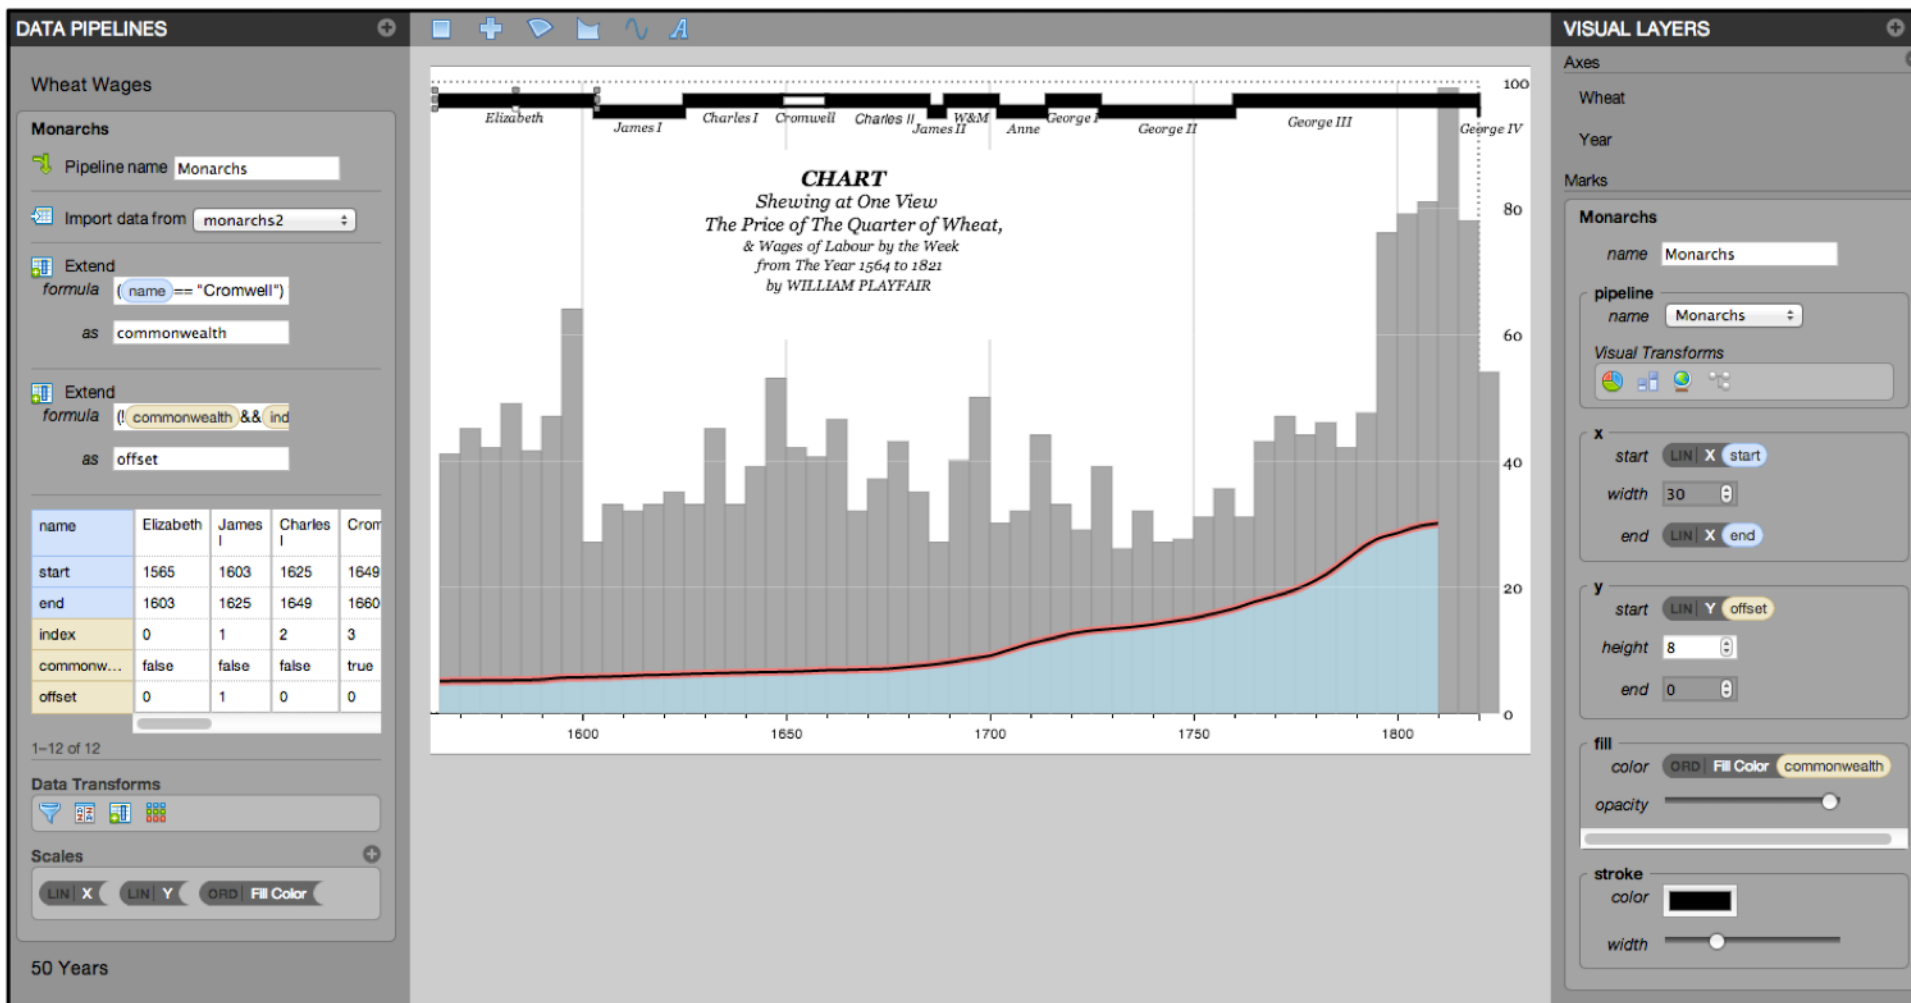 DATA PIPELINES
Wheat Wages
Monarchs
Pipeline name Monarchs
Import data from monarchs2
Extend
formula (name == "Cromwell")
as commonwealth
Extend
formula (! commonwealth && ind
as offset
name Elizabeth James I Charles I Crom
start 1565 1603 1625 1649
end 1603 1625 1649 1660
index 0 1 2 3
commonw... false false false true
offset 0 1 0 0
1–12 of 12
Data Transforms
Scales
LIN X LIN Y ORD Fill Color
50 Years
A
Elizabeth James I Charles I Cromwell Charles II James II W&M Anne George I George II George III George IV
CHART
Shewing at One View
The Price of The Quarter of Wheat,
& Wages of Labour by the Week
from The Year 1564 to 1821
by WILLIAM PLAYFAIR
100
80
60
40
20
0
1600 1650 1700 1750 1800
VISUAL LAYERS
Axes
Wheat
Year
Marks
Monarchs
name Monarchs
pipeline
name Monarchs
Visual Transforms
x
start LIN X start
width 30
end LIN X end
y
start LIN Y offset
height 8
end 0
fill
color ORD Fill Color commonwealth
opacity
stroke
color
width